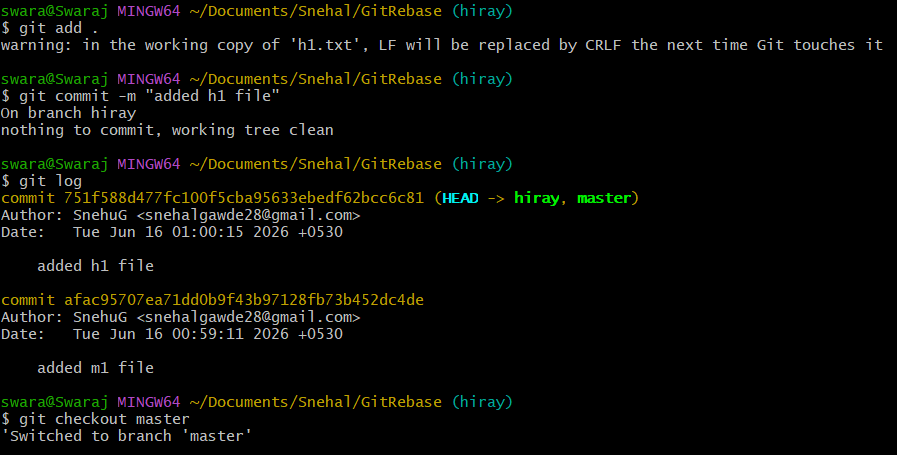 swara@Swaraj MINGW64 ~/Documents/Snehal/GitRebase (hiray)
$ git add .
warning: in the working copy of 'h1.txt', LF will be replaced by CRLF the next time Git touches it
swara@Swaraj MINGW64 ~/Documents/Snehal/GitRebase (hiray)
$ git commit -m "added h1 file"
On branch hiray
nothing to commit, working tree clean
swara@Swaraj MINGW64 ~/Documents/Snehal/GitRebase (hiray)
$ git log
commit 751f588d477fc100f5cba95633ebedf62bcc6c81 (HEAD -> hiray, master)
Author: SnehuG <snehalgawde28@gmail.com>
Date:   Tue Jun 16 01:00:15 2026 +0530
    added h1 file
commit afac95707ea71dd0b9f43b97128fb73b452dc4de
Author: SnehuG <snehalgawde28@gmail.com>
Date:   Tue Jun 16 00:59:11 2026 +0530
    added m1 file
swara@Swaraj MINGW64 ~/Documents/Snehal/GitRebase (hiray)
$ git checkout master
'Switched to branch 'master'